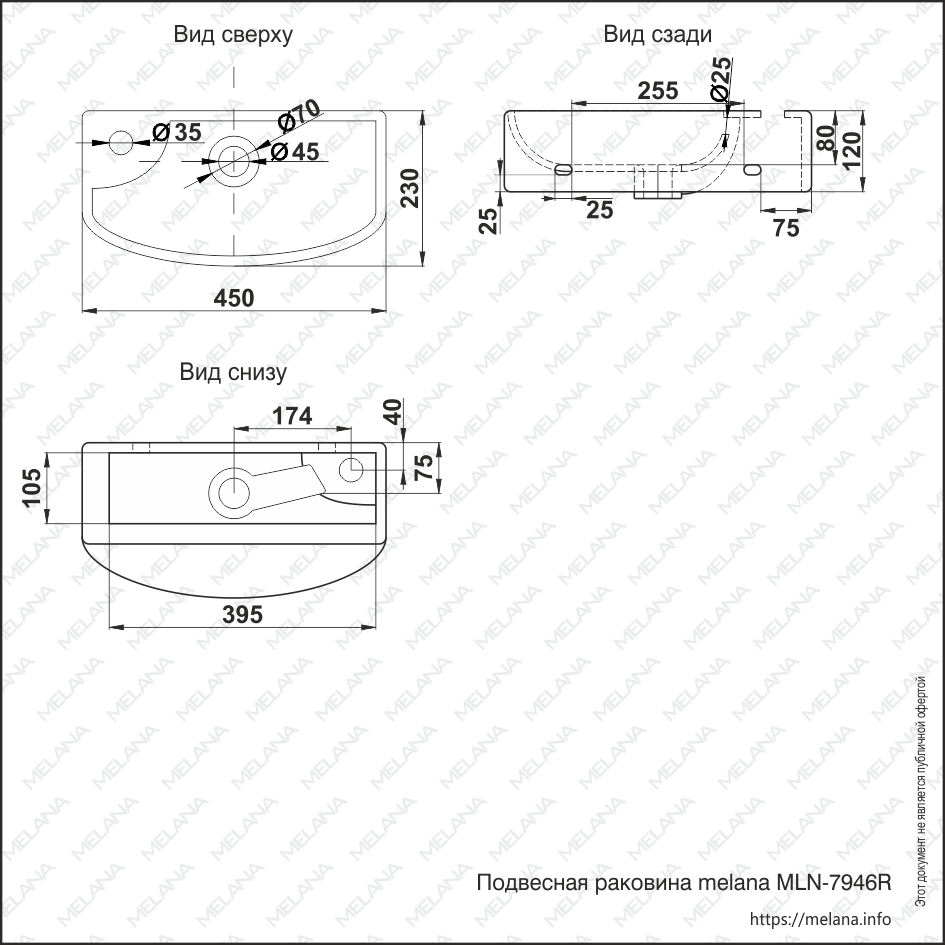 Вид сверху
Вид сзади
Ø35
Ø70
Ø45
230
450
255
Ø25
80
120
25
25
75
Вид снизу
174
40
75
105
395
Этот документ не является публичной офертой
Подвесная раковина melana MLN-7946R
https://melana.info
MELANA